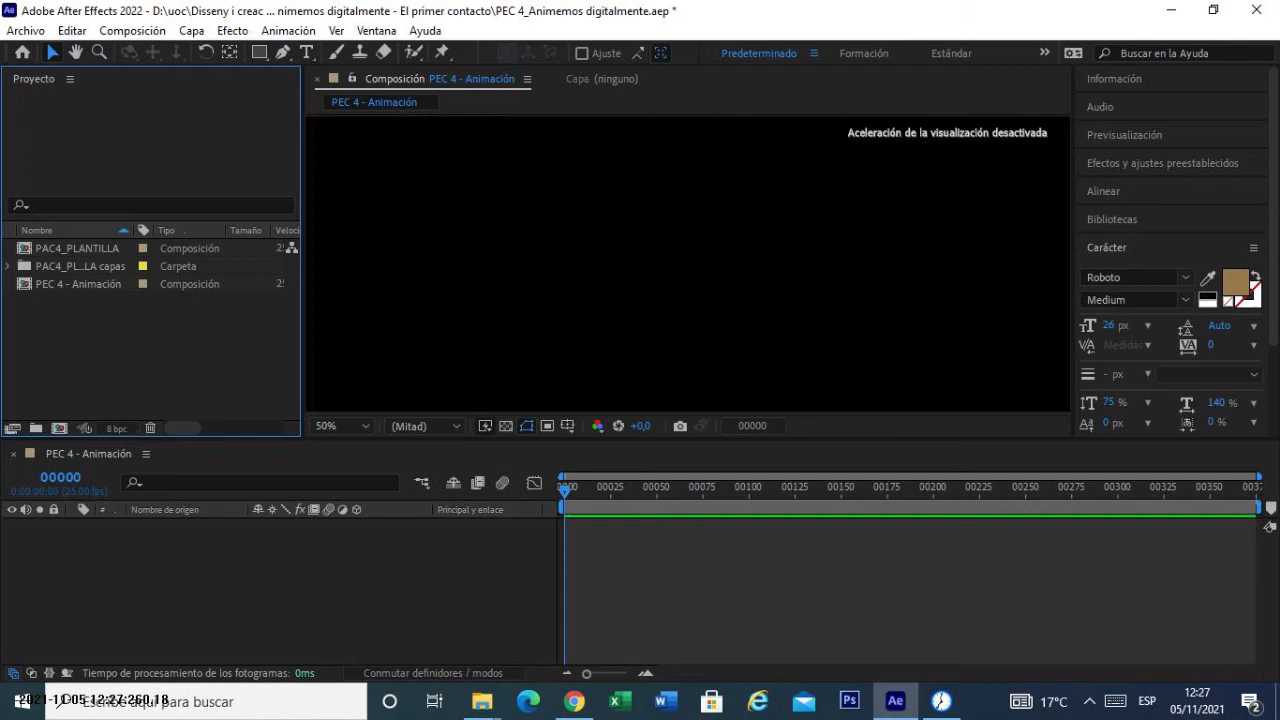 Adobe After Effects 2022 - D:\uoc\Disseny i creac ... nimemos digitalmente - El primer contacto\PEC 4_Animemos digitalmente.aep *
Archivo Editar Composición Capa Efecto Animación Ver Ventana Ayuda
Ajuste Predeterminado Formación Estándar Buscar en la Ayuda
Proyecto
Composición PEC 4 - Animación
Capa (ninguno)
PEC 4 - Animación
Aceleración de la visualización desactivada
Nombre Tipo Tamaño Veloci
PAC4_PLANTILLA Composición
PAC4_PL...LA capas Carpeta
PEC 4 - Animación Composición
8 bpc
50% (Mitad) +0,0 00000
Información
Audio
Previsualización
Efectos y ajustes preestablecidos
Alinear
Bibliotecas
Carácter
Roboto
Medium
26 px Auto
Medidas 0
- px
75 % 140 %
0 px 0 %
PEC 4 - Animación
00000
0:00:00:00 (25.00 fps)
00025 00050 00075 00100 00125 00150 00175 00200 00225 00250 00275 00300 00325 00350
# Nombre de origen Principal y enlace
Tiempo de procesamiento de los fotogramas: 0ms Conmutar definidores / modos
Escribe aquí para buscar
17°C ESP
12:27
05/11/2021
2